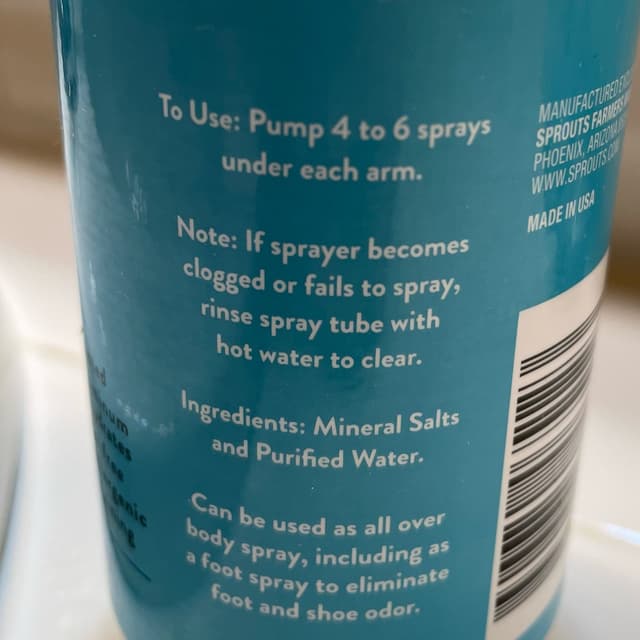 To Use: Pump 4 to 6 sprays
under each arm.
Note: If sprayer becomes
clogged or fails to spray,
rinse spray tube with
hot water to clear.
Ingredients: Mineral Salts
and Purified Water.
Can be used as all over
body spray, including as
a foot spray to eliminate
foot and shoe odor.
MANUFACTURED
SPROUTS FARMERS
PHOENIX, ARIZONA
WWW.SPROUTS.COM
MADE IN USA